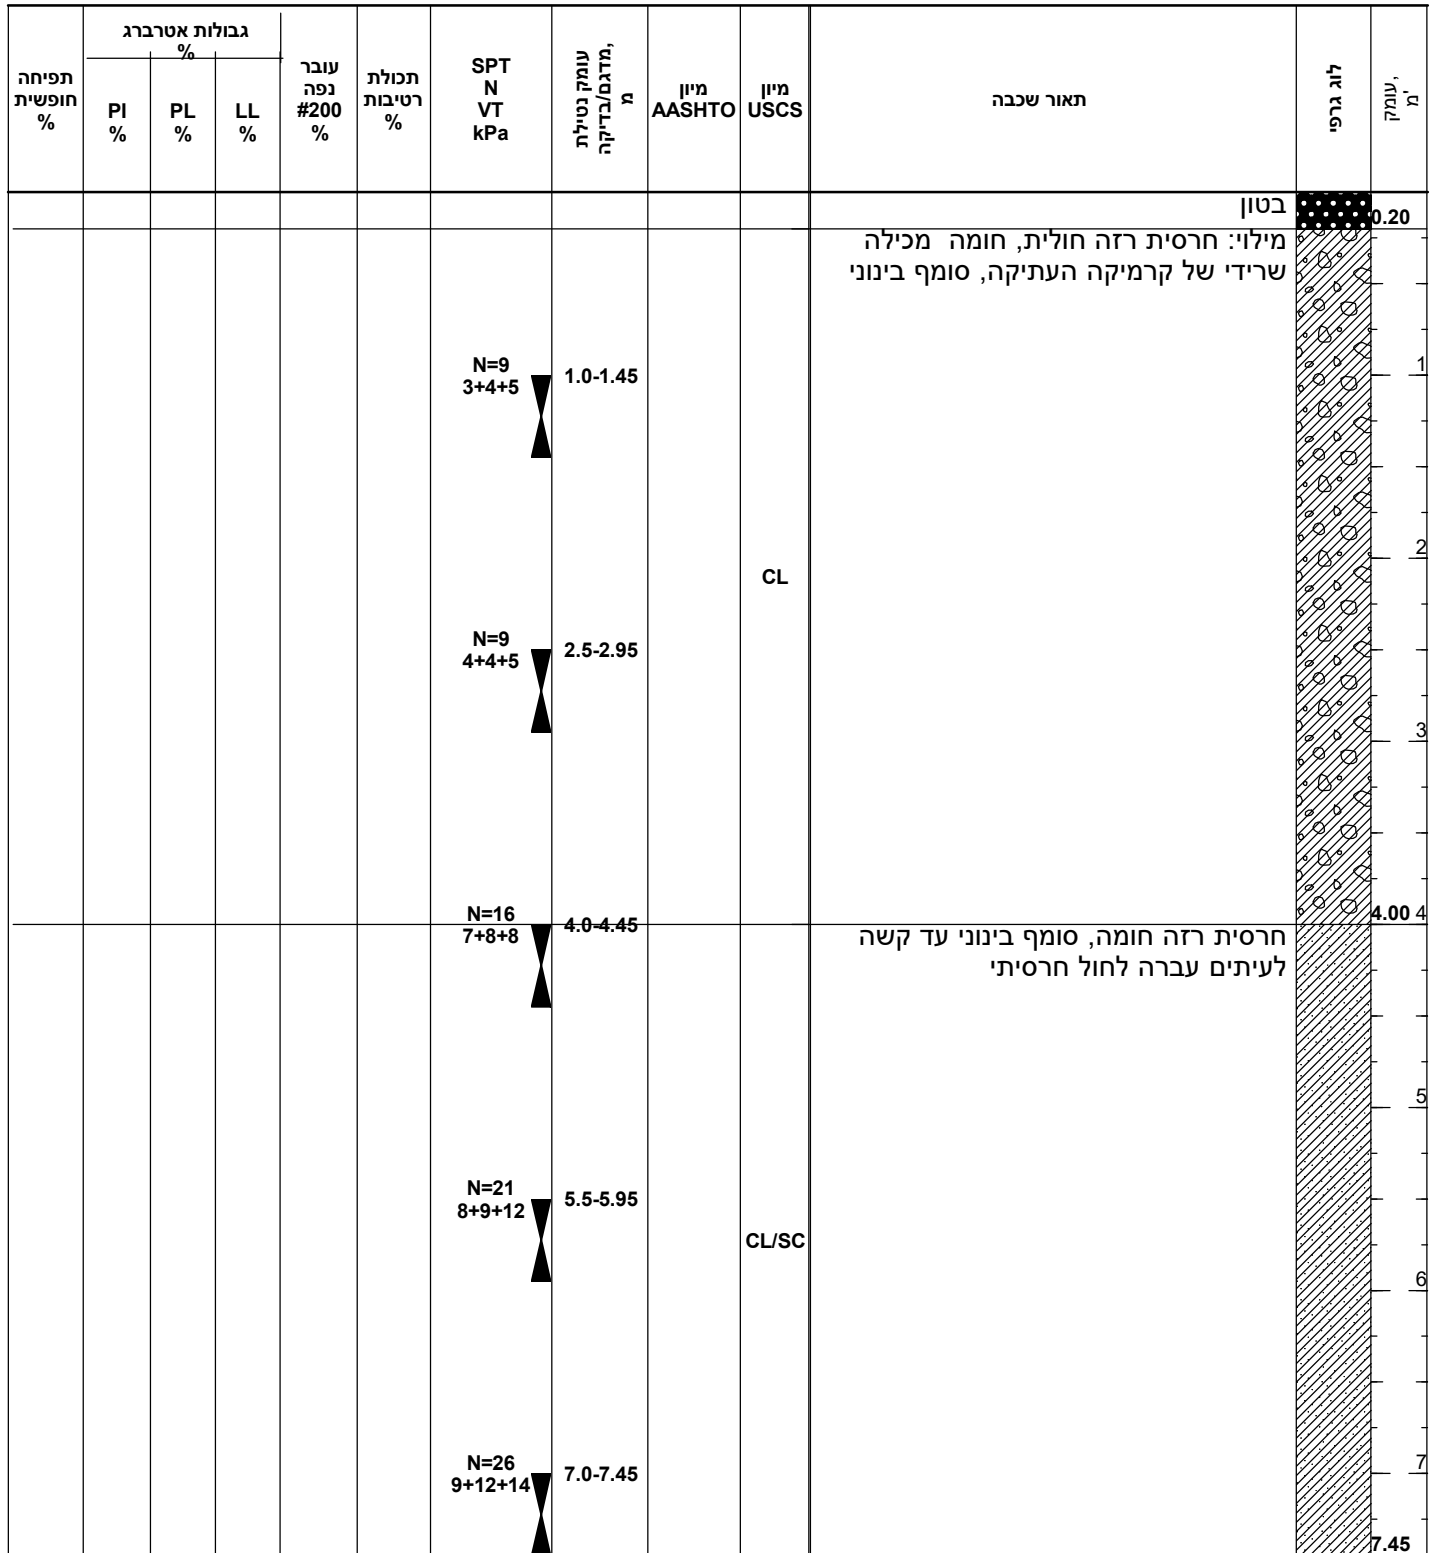 עומק,
מ'
לוג גרפי
תאור שכבה
מיון
USCS
מיון
AASHTO
עומק נטילת
מדגם/בדיקה,
מ
SPT
N
VT
kPa
תכולת
רטיבות
%
עובר
נפה
#200
%
גבולות אטרברג
%
LL
%
PL
%
PI
%
תפיחה
חופשית
%
0.20
בטון
מילוי: חרסית רזה חולית, חומה מכילה
שרידי של קרמיקה העתיקה, סומף בינוני
1
1.0-1.45
N=9
3+4+5
2
CL
2.5-2.95
N=9
4+4+5
3
4.00 4
חרסית רזה חומה, סומף בינוני עד קשה
לעיתים עברה לחול חרסיתי
4.0-4.45
N=16
7+8+8
5
5.5-5.95
N=21
8+9+12
CL/SC
6
7
7.0-7.45
N=26
9+12+14
7.45